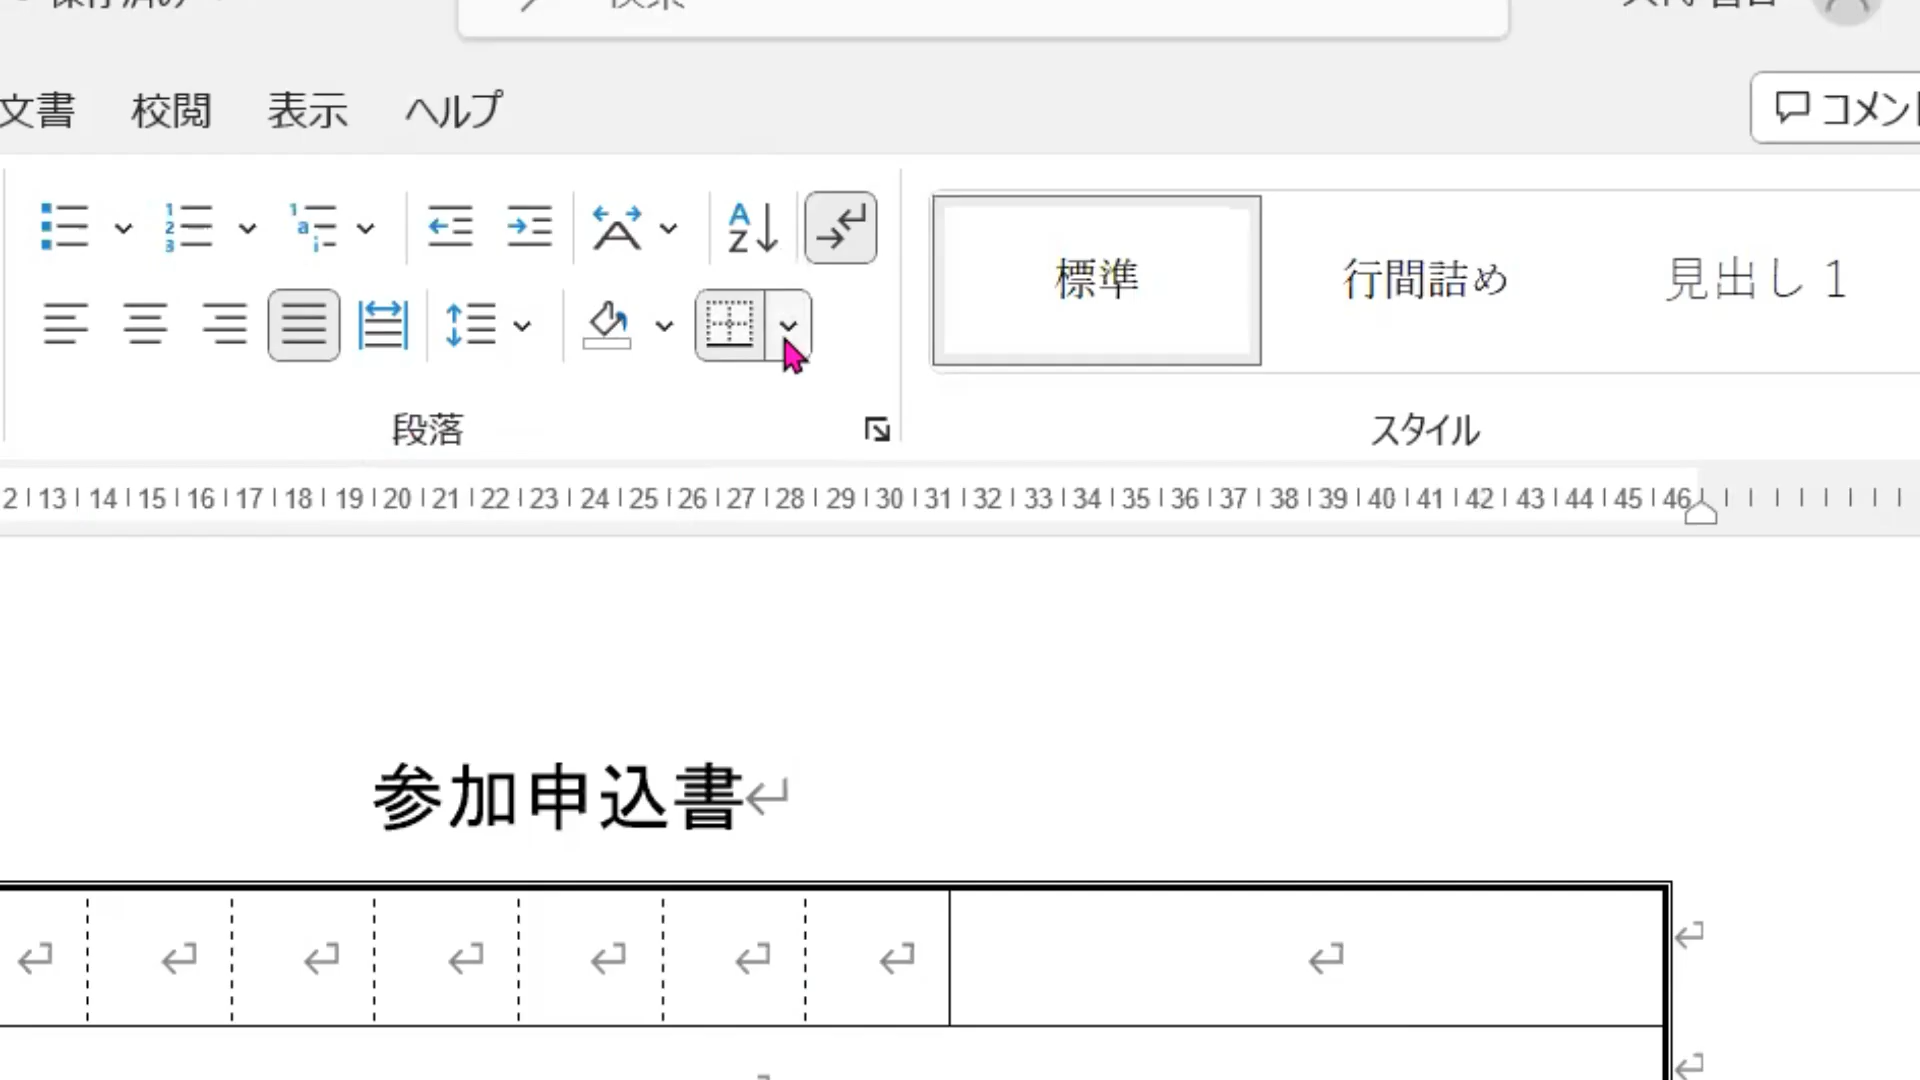 文書 校閲 表示 ヘルプ
コメント
標準 行間詰め 見出し 1
段落 スタイル
2 13 14 15 16 17 18 19 20 21 22 23 24 25 26 27 28 29 30 31 32 33 34 35 36 37 38 39 40 41 42 43 44 45 46
参加申込書